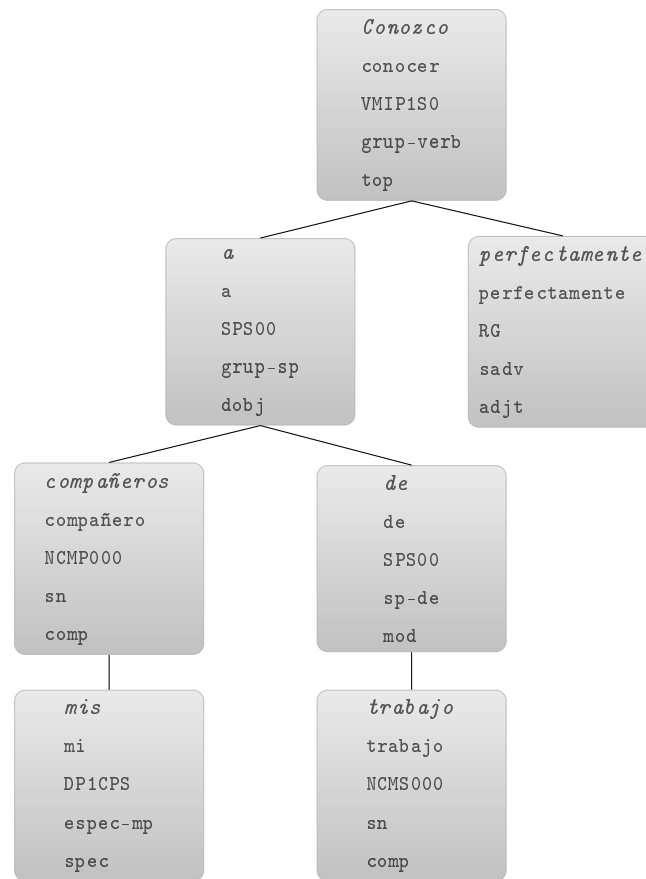 Conozco
conocer
VMIP1S0
grup-verb
top
a
a
SPS00
grup-sp
dobj
perfectamente
perfectamente
RG
sadv
adjt
compañeros
compañero
NCMP000
sn
comp
de
de
SPS00
sp-de
mod
mis
mi
DP1CPS
espec-mp
spec
trabajo
trabajo
NCMS000
sn
comp